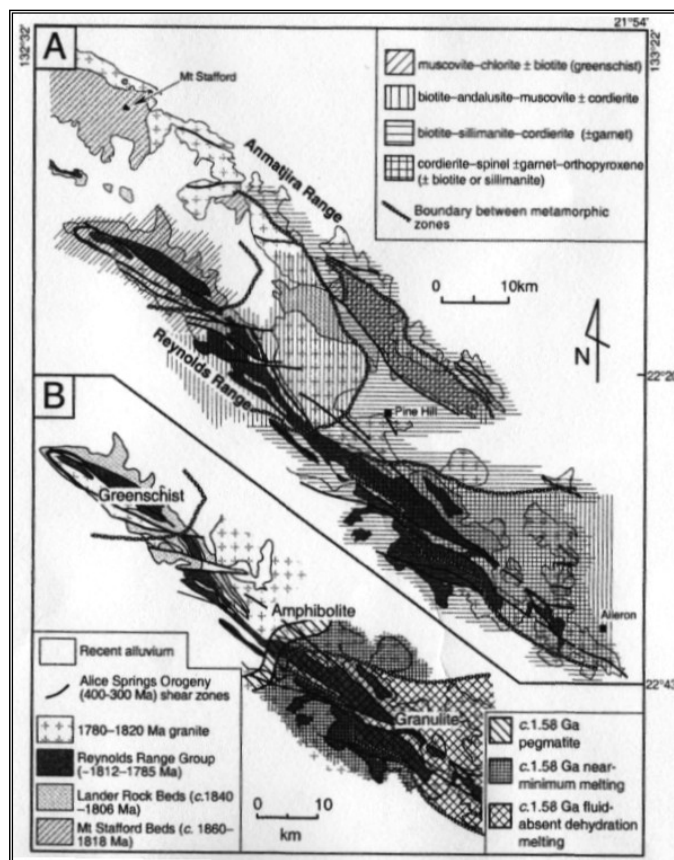 21°54'
132°32'
133°22'
A
Mt Stafford
muscovite–chlorite ± biotite (greenschist)
biotite–andalusite–muscovite ± cordierite
biotite–sillimanite–cordierite (±garnet)
cordierite–spinel ±garnet–orthopyroxene
(± biotite or sillimanite)
Boundary between metamorphic
zones
Anmatjira Range
0 10km
N
Reynolds Range
22°20
Pine Hill
B
Greenschist
Aileron
Amphibolite
22°43
Granulite
Recent alluvium
Alice Springs Orogeny
(400-300 Ma) shear zones
1780–1820 Ma granite
Reynolds Range Group
(~1812–1785 Ma)
Lander Rock Beds (c.1840
–1806 Ma)
Mt Stafford Beds (c. 1860–
1818 Ma)
0 10
km
c.1.58 Ga
pegmatite
c.1.58 Ga near-
minimum melting
c.1.58 Ga fluid-
absent dehydration
melting